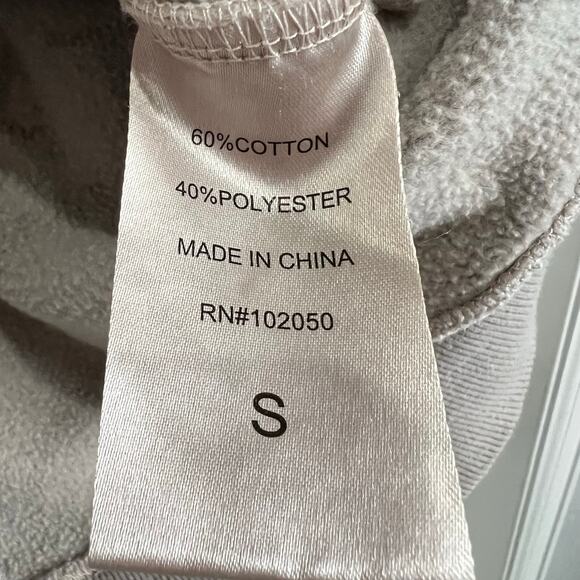 60%COTTON
40%POLYESTER
MADE IN CHINA
RN#102050
S